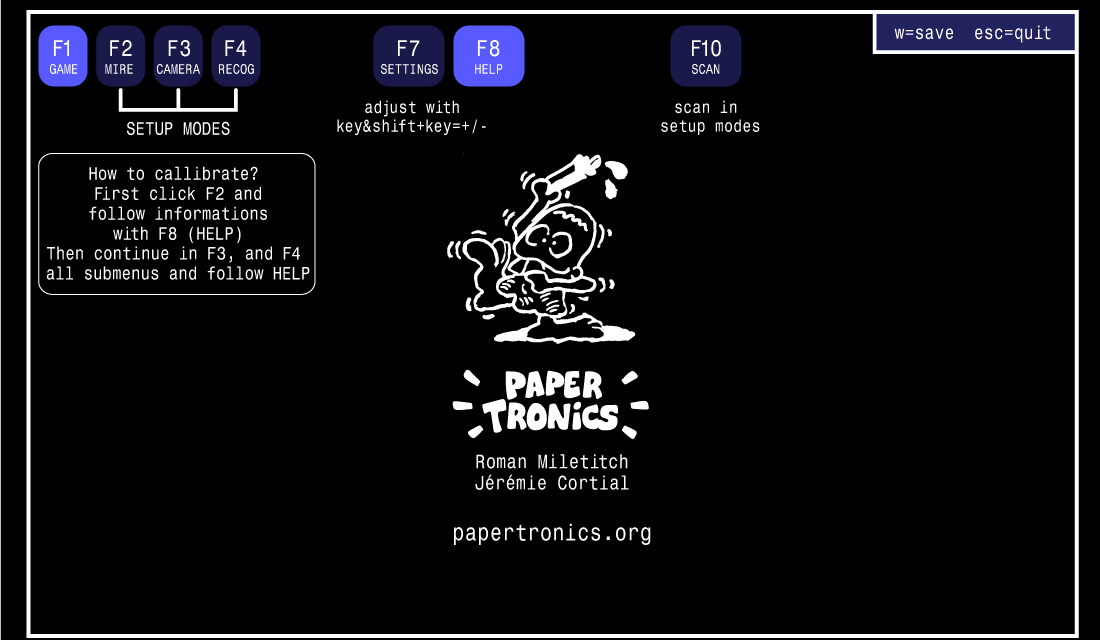 F1 F2 F3 F4 F7 F8 F10
GAME MIRE CAMERA RECOG SETTINGS HELP SCAN
w=save esc=quit
SETUP MODES
adjust with
key&shift+key=+/-
scan in
setup modes
How to callibrate?
First click F2 and
follow informations
with F8 (HELP)
Then continue in F3, and F4
all submenus and follow HELP
PAPER
TRONiCS
Roman Miletitch
Jérémie Cortial
papertronics.org